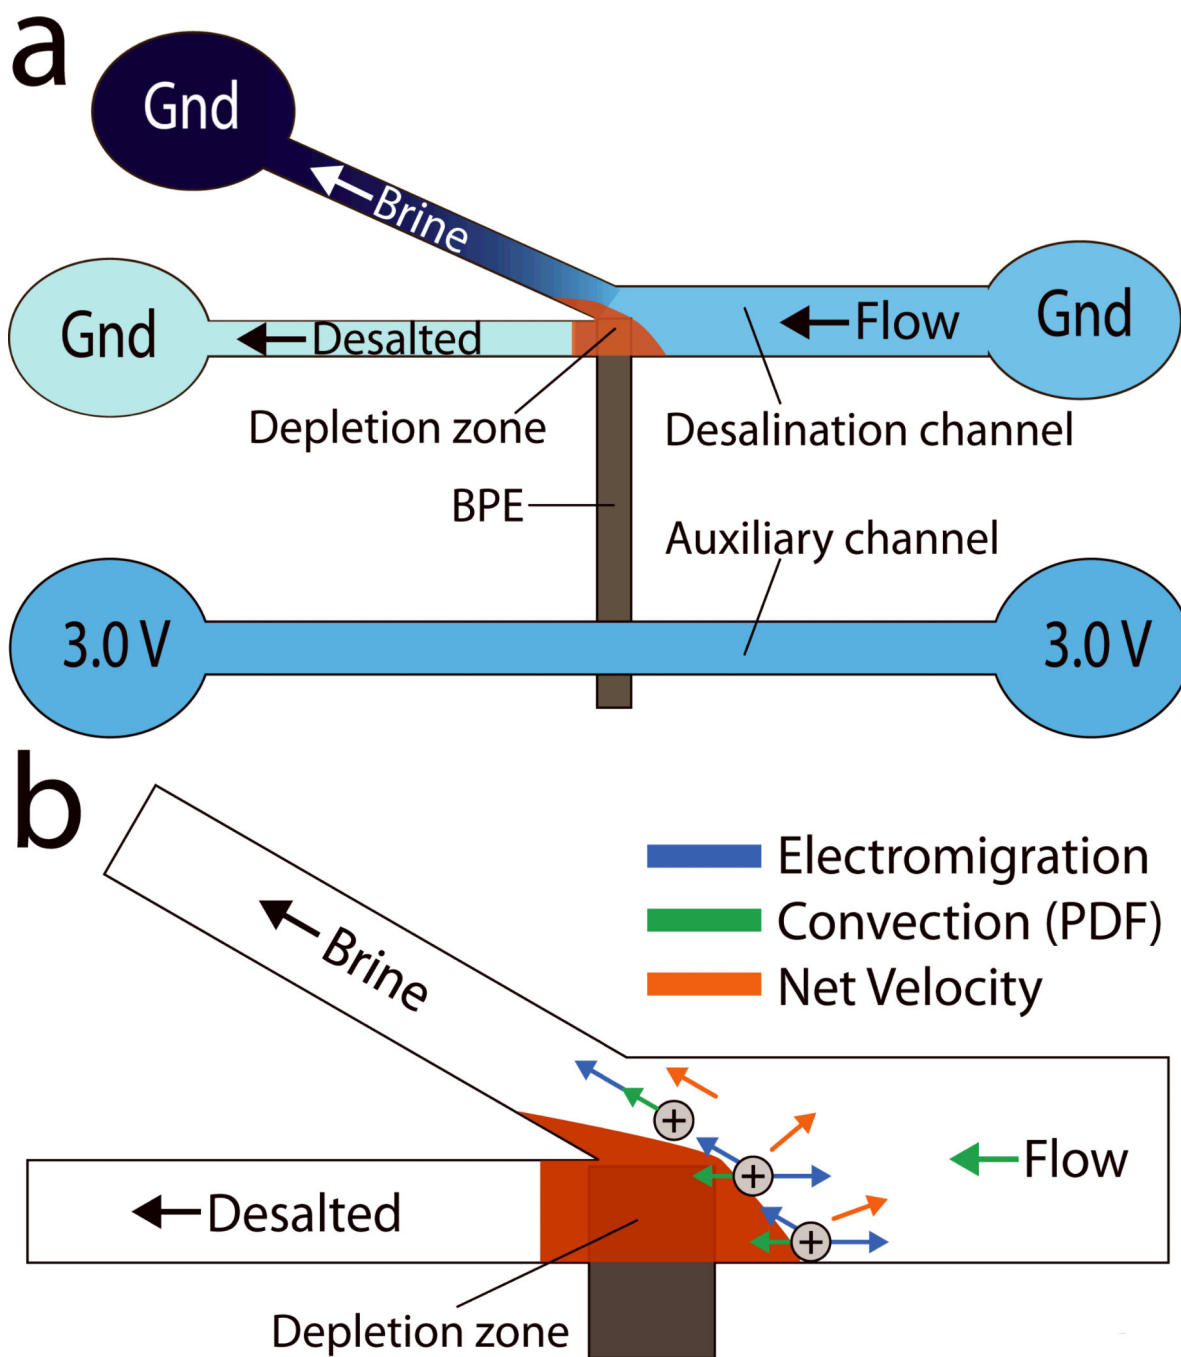 a
Gnd
Brine
Gnd
Desalted
Flow
Gnd
Depletion zone
Desalination channel
BPE
Auxiliary channel
3.0 V
3.0 V
b
Electromigration
Convection (PDF)
Net Velocity
Brine
+
+
+
Flow
Desalted
Depletion zone